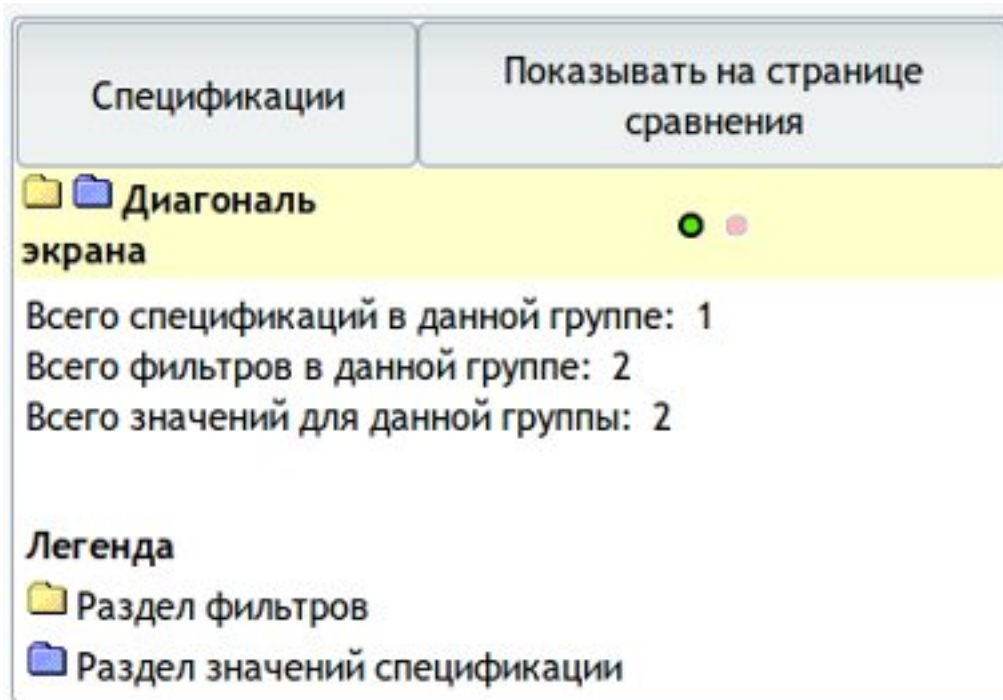 Спецификации
Показывать на странице
сравнения
Диагональ
экрана
Всего спецификаций в данной группе: 1
Всего фильтров в данной группе: 2
Всего значений для данной группы: 2
Легенда
Раздел фильтров
Раздел значений спецификации